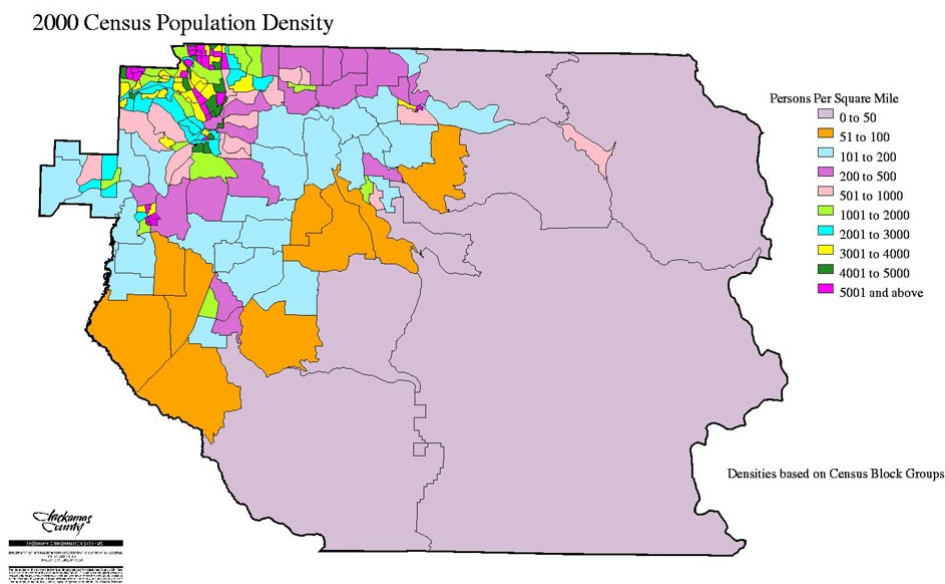 2000 Census Population Density
Persons Per Square Mile
0 to 50
51 to 100
101 to 200
200 to 500
501 to 1000
1001 to 2000
2001 to 3000
3001 to 4000
4001 to 5000
5001 and above
Densities based on Census Block Groups
Clackamas
County